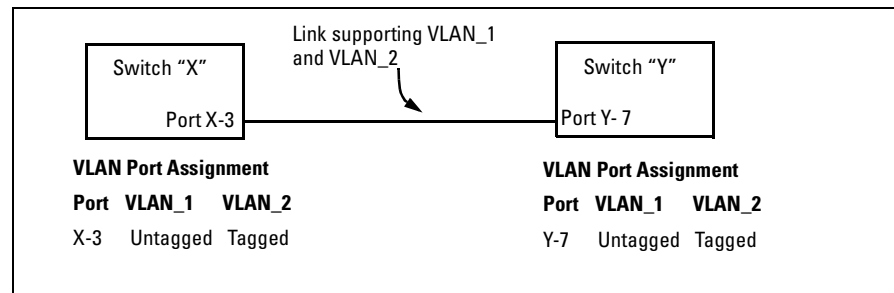 Link supporting VLAN_1
and VLAN_2
Switch “X”
Port X-3
Switch “Y”
Port Y- 7
VLAN Port Assignment
Port VLAN_1 VLAN_2
X-3 Untagged Tagged
VLAN Port Assignment
Port VLAN_1 VLAN_2
Y-7 Untagged Tagged